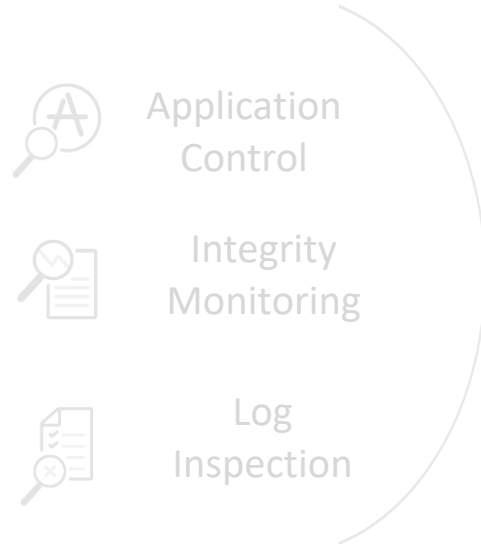 Application
Control
Integrity
Monitoring
Log
Inspection